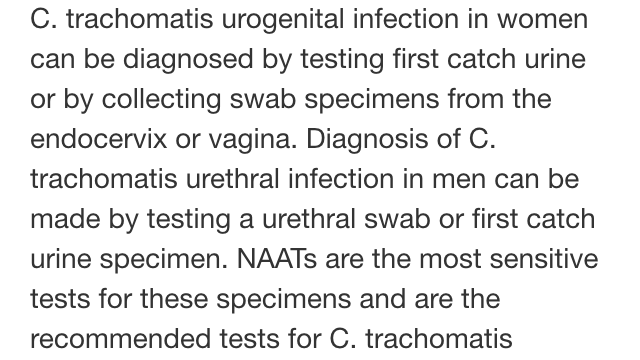 C. trachomatis urogenital infection in women
can be diagnosed by testing first catch urine
or by collecting swab specimens from the
endocervix or vagina. Diagnosis of C.
trachomatis urethral infection in men can be
made by testing a urethral swab or first catch
urine specimen. NAATs are the most sensitive
tests for these specimens and are the
recommended tests for C. trachomatis